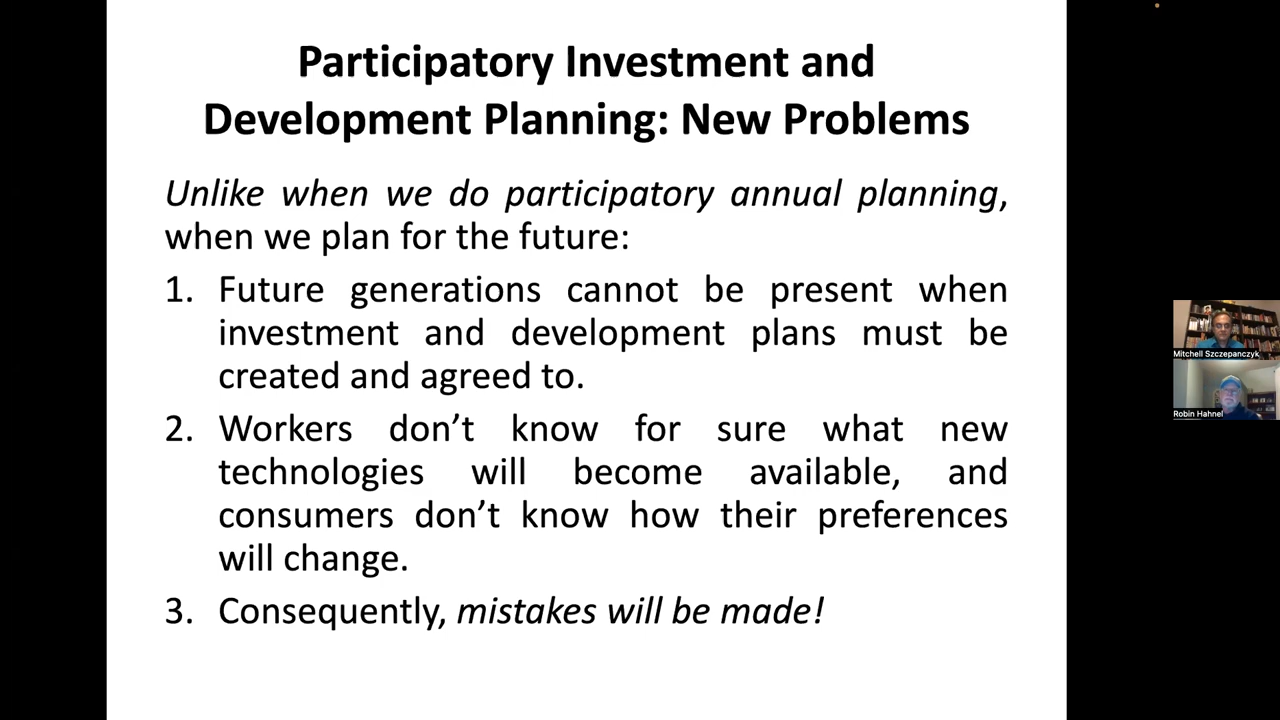 Participatory Investment and
Development Planning: New Problems
Unlike when we do participatory annual planning,
when we plan for the future:
1. Future generations cannot be present when
investment and development plans must be
created and agreed to.
2. Workers don’t know for sure what new
technologies will become available, and
consumers don’t know how their preferences
will change.
3. Consequently, mistakes will be made!
Mitchell Szczepanczyk
Robin Hahnel